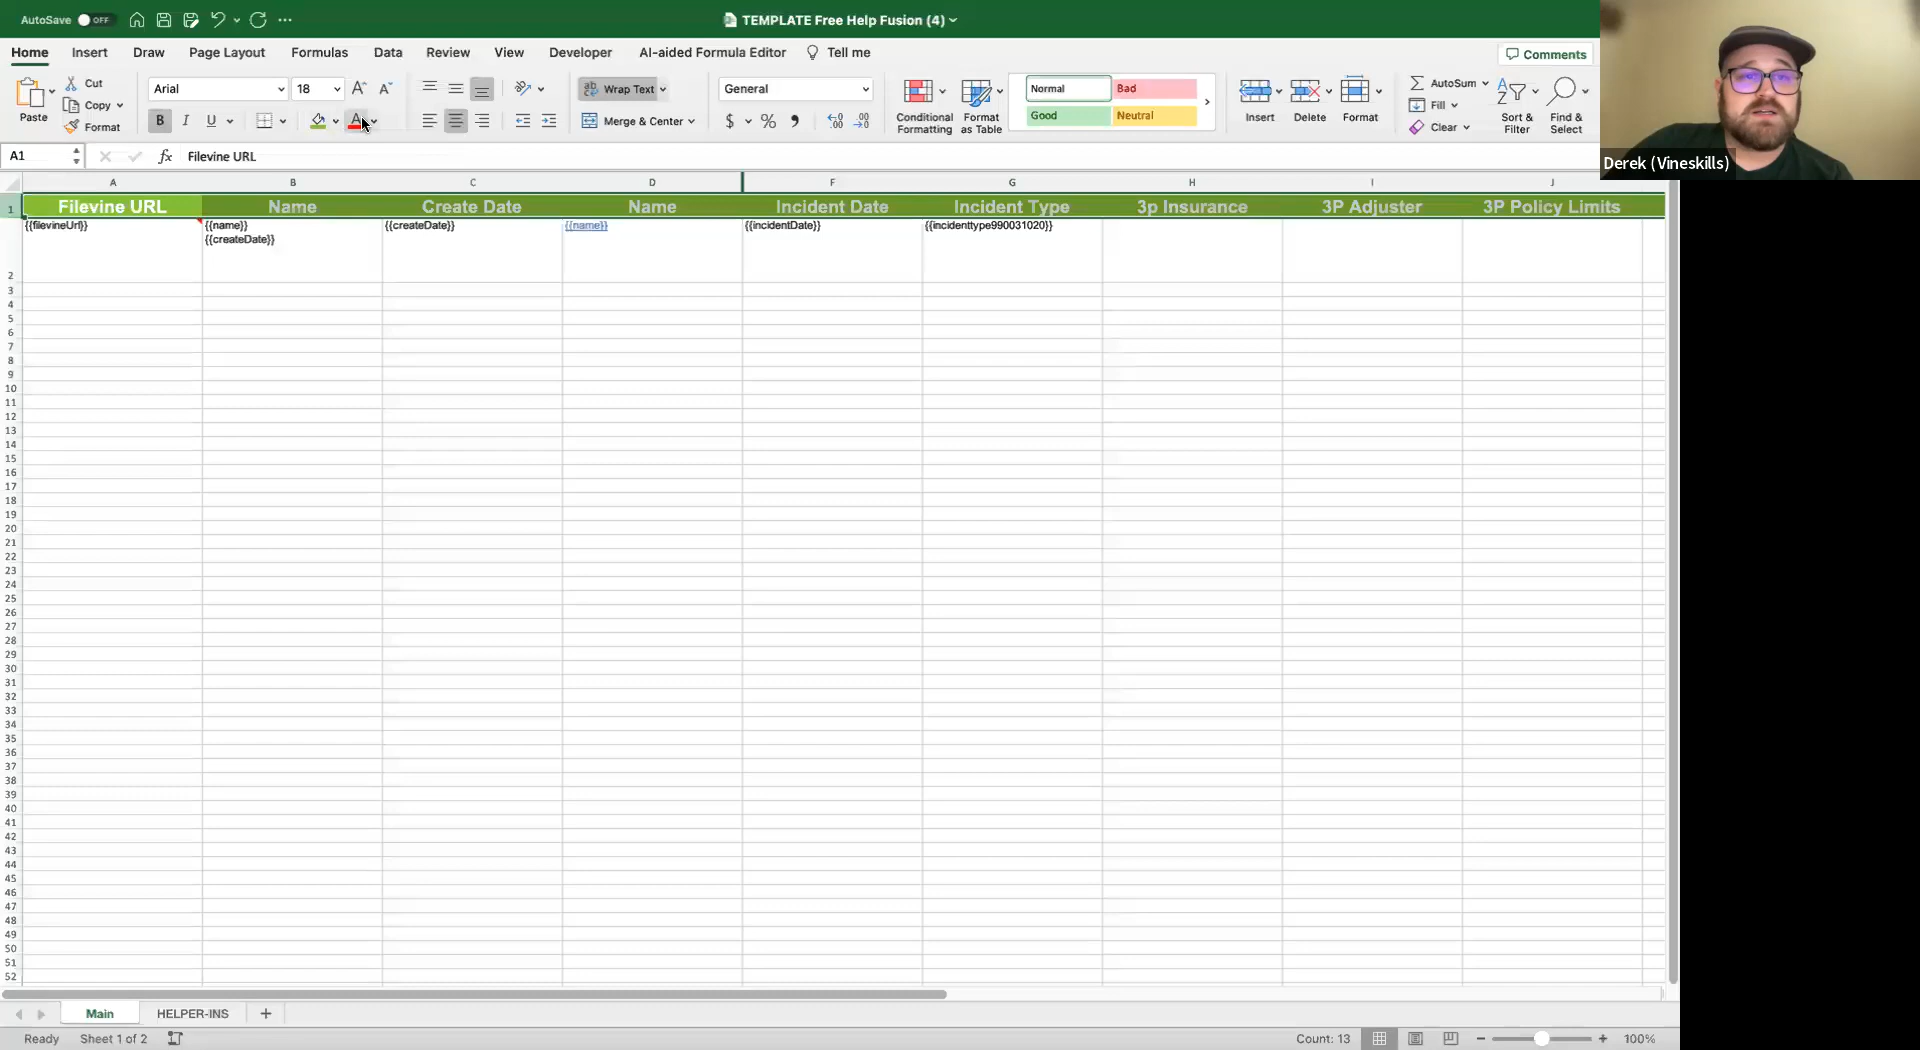 AutoSave OFF
TEMPLATE Free Help Fusion (4)
Home Insert Draw Page Layout Formulas Data Review View Developer AI-aided Formula Editor Tell me
Comments
Paste
Cut
Copy
Format
Arial 18
Wrap Text
Merge & Center
General
Conditional Formatting
Format as Table
Normal Bad
Good Neutral
Insert Delete Format
AutoSum
Fill
Clear
Sort & Filter
Find & Select
Derek (Vineskills)
A1 fx Filevine URL
A B C D F G H I J
1 Filevine URL Name Create Date Name Incident Date Incident Type 3p Insurance 3P Adjuster 3P Policy Limits
{{filevineUrl}} {{name}} {{createDate}} {{name}} {{incidentDate}} {{incidenttype990031020}}
{{createDate}}
2
3
4
5
6
7
8
9
10
11
12
13
14
15
16
17
18
19
20
21
22
23
24
25
26
27
28
29
30
31
32
33
34
35
36
37
38
39
40
41
42
43
44
45
46
47
48
49
50
51
52
Main HELPER-INS +
Ready Sheet 1 of 2 Count: 13 100%